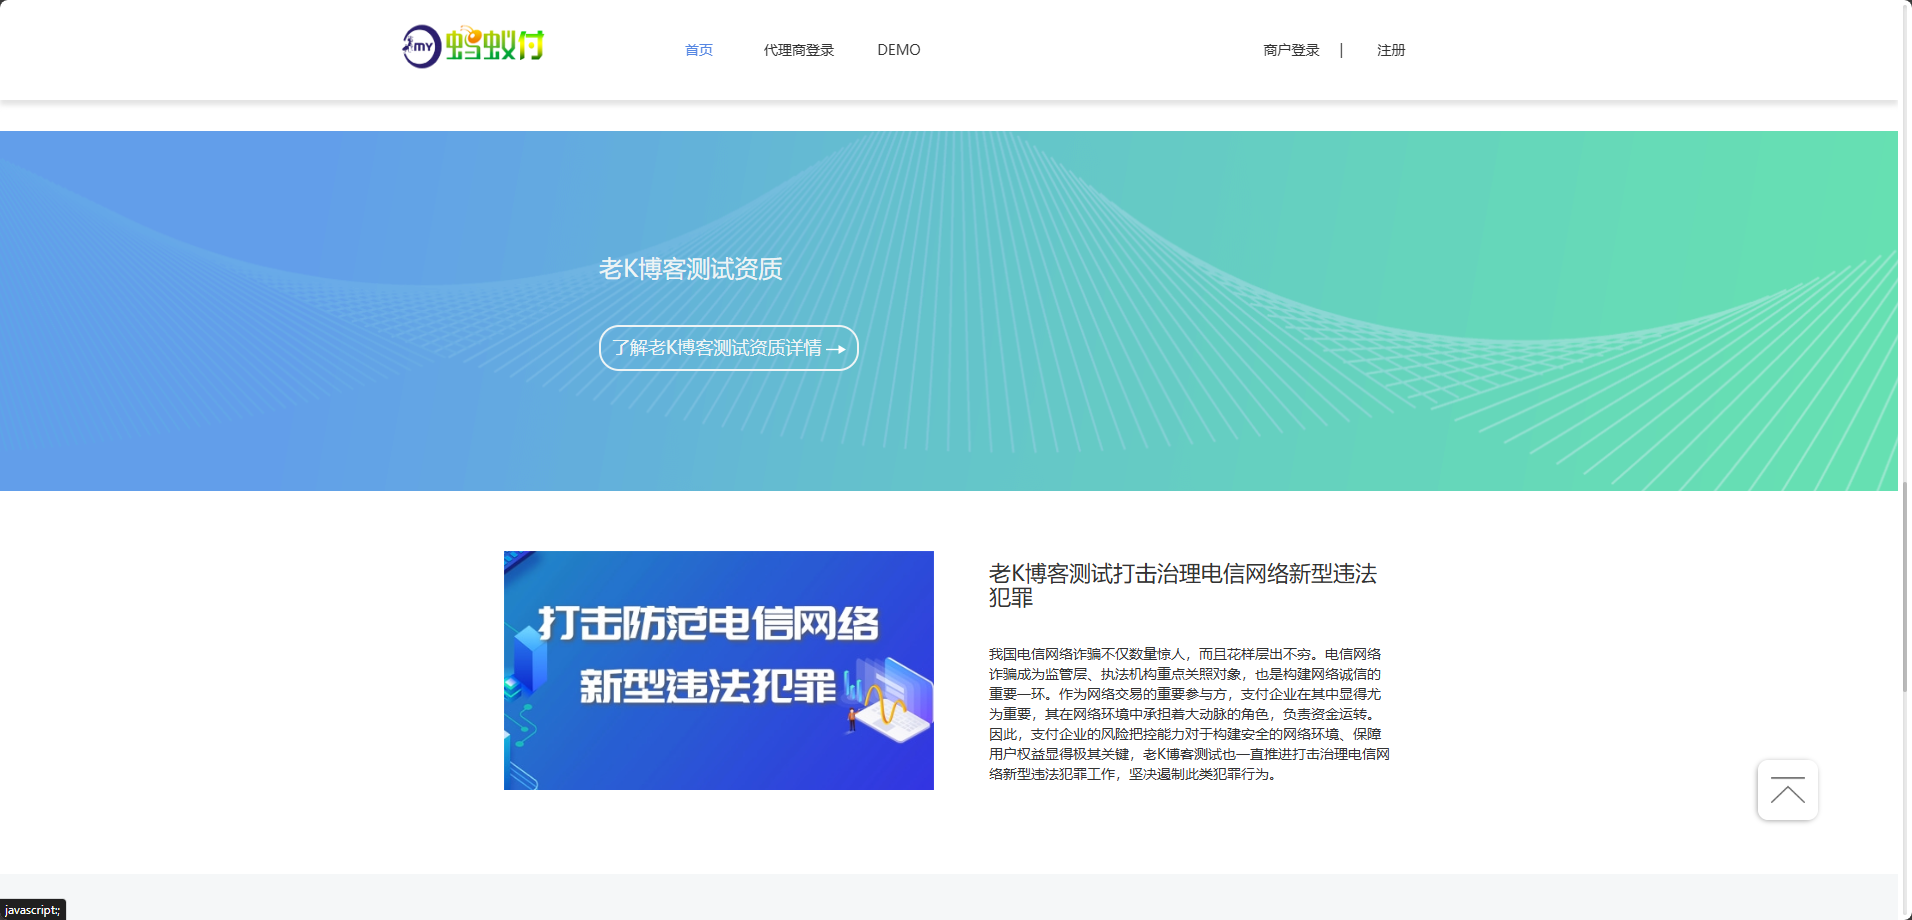 MY 蚂蚁付
首页 代理商登录 DEMO 商户登录 | 注册
老K博客测试资质
了解老K博客测试资质详情→
打击防范电信网络
新型违法犯罪
老K博客测试打击治理电信网络新型违法
犯罪
我国电信网络诈骗不仅数量惊人，而且花样层出不穷。电信网络
诈骗成为监管层、执法机构重点关照对象，也是构建网络诚信的
重要一环。作为网络交易的重要参与方，支付企业在其中显得尤
为重要，其在网络环境中承担着大动脉的角色，负责资金运转。
因此，支付企业的风险把控能力对于构建安全的网络环境、保障
用户权益显得极其关键，老K博客测试也一直推进打击治理电信网
络新型违法犯罪工作，坚决遏制此类犯罪行为。
javascript:;